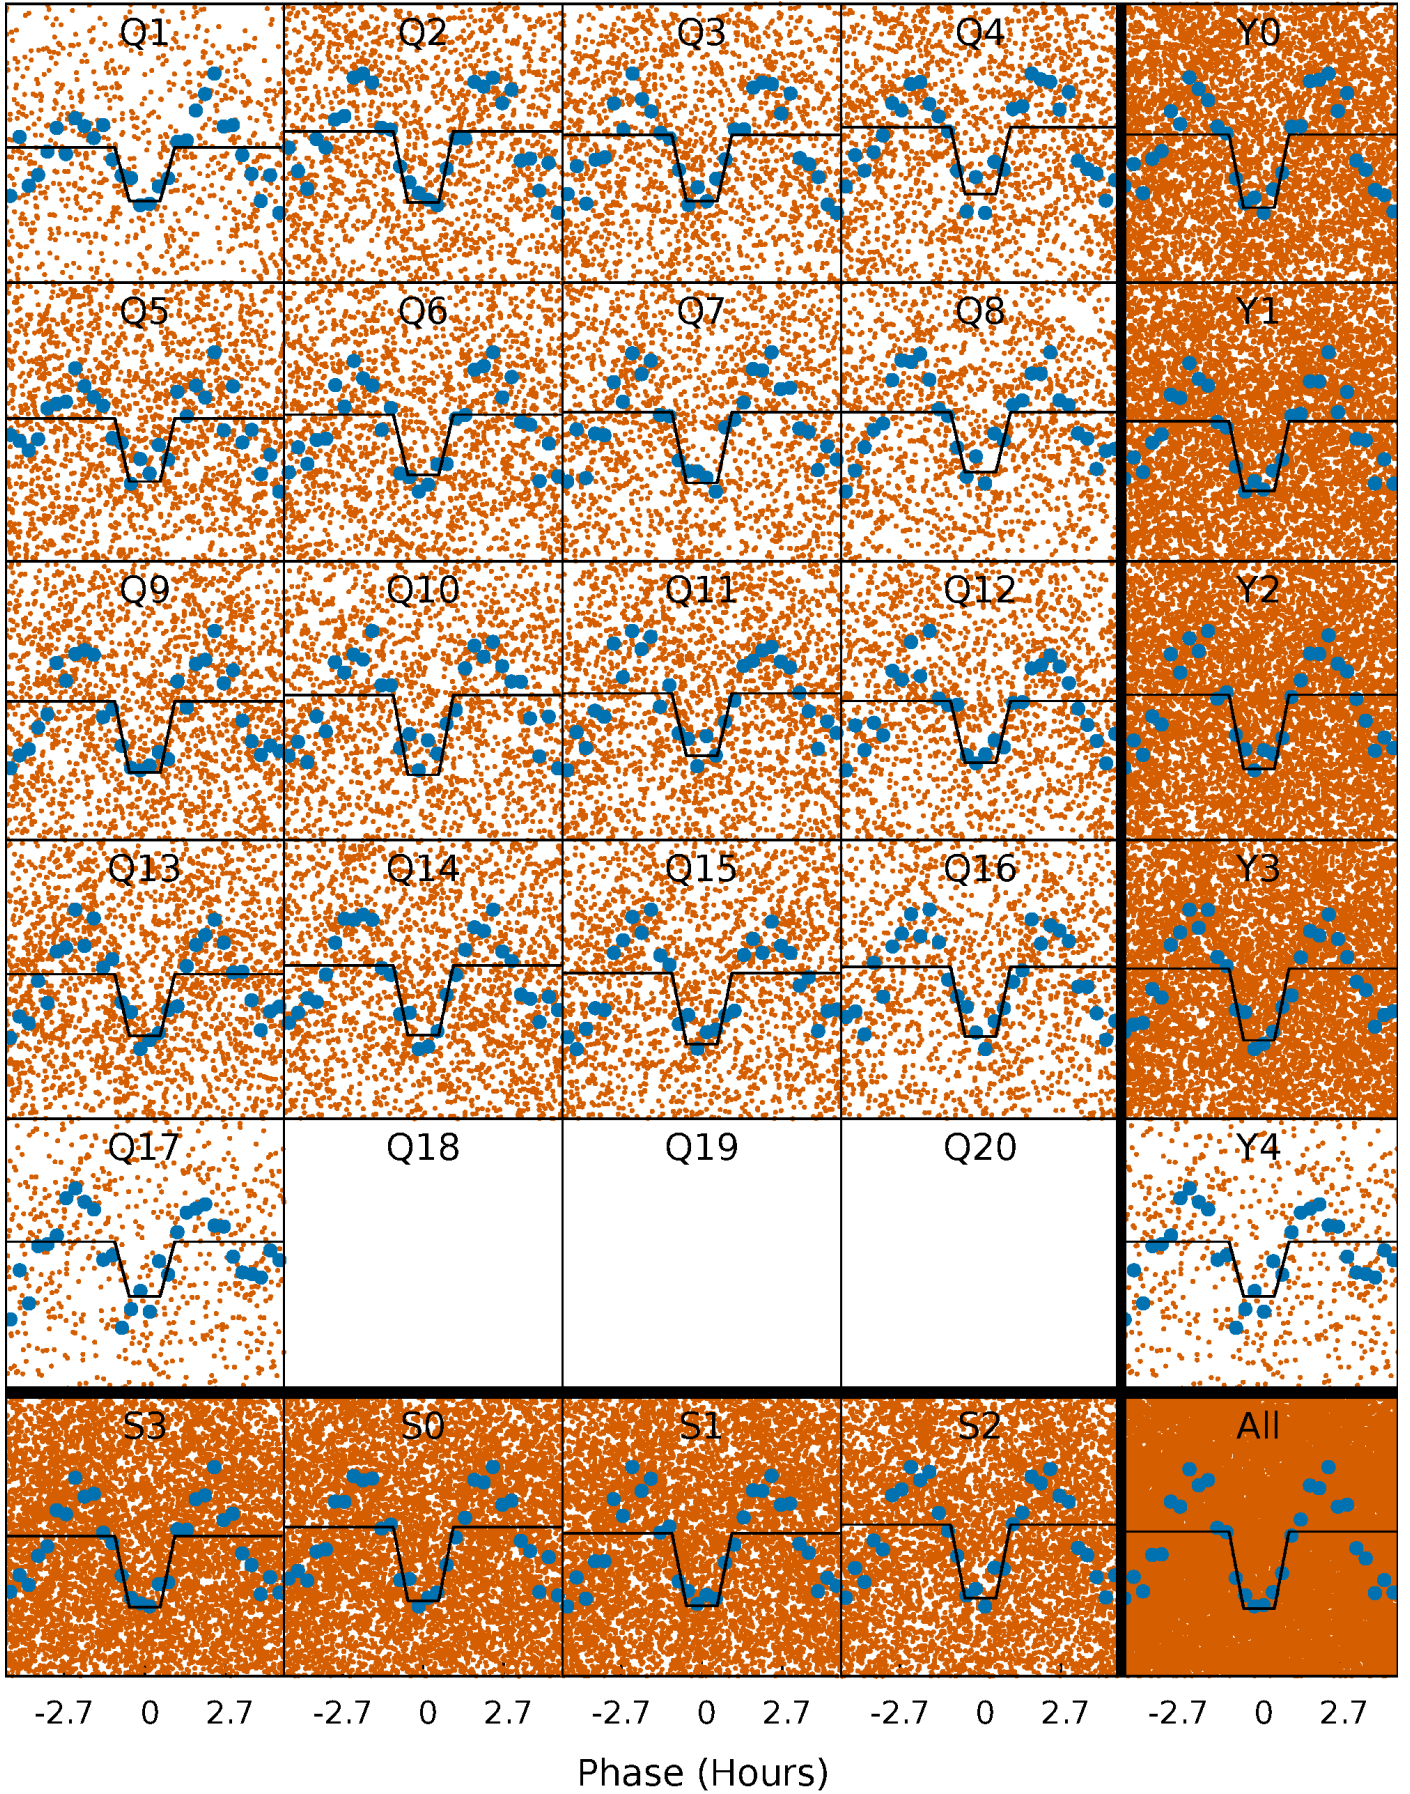 Q1 Q2 Q3 Q4 Y0
Q5 Q6 Q7 Q8 Y1
Q9 Q10 Q11 Q12 Y2
Q13 Q14 Q15 Q16 Y3
Q17 Q18 Q19 Q20 Y4
S3 S0 S1 S2 All
-2.7 0 2.7 -2.7 0 2.7 -2.7 0 2.7 -2.7 0 2.7 -2.7 0 2.7
Phase (Hours)